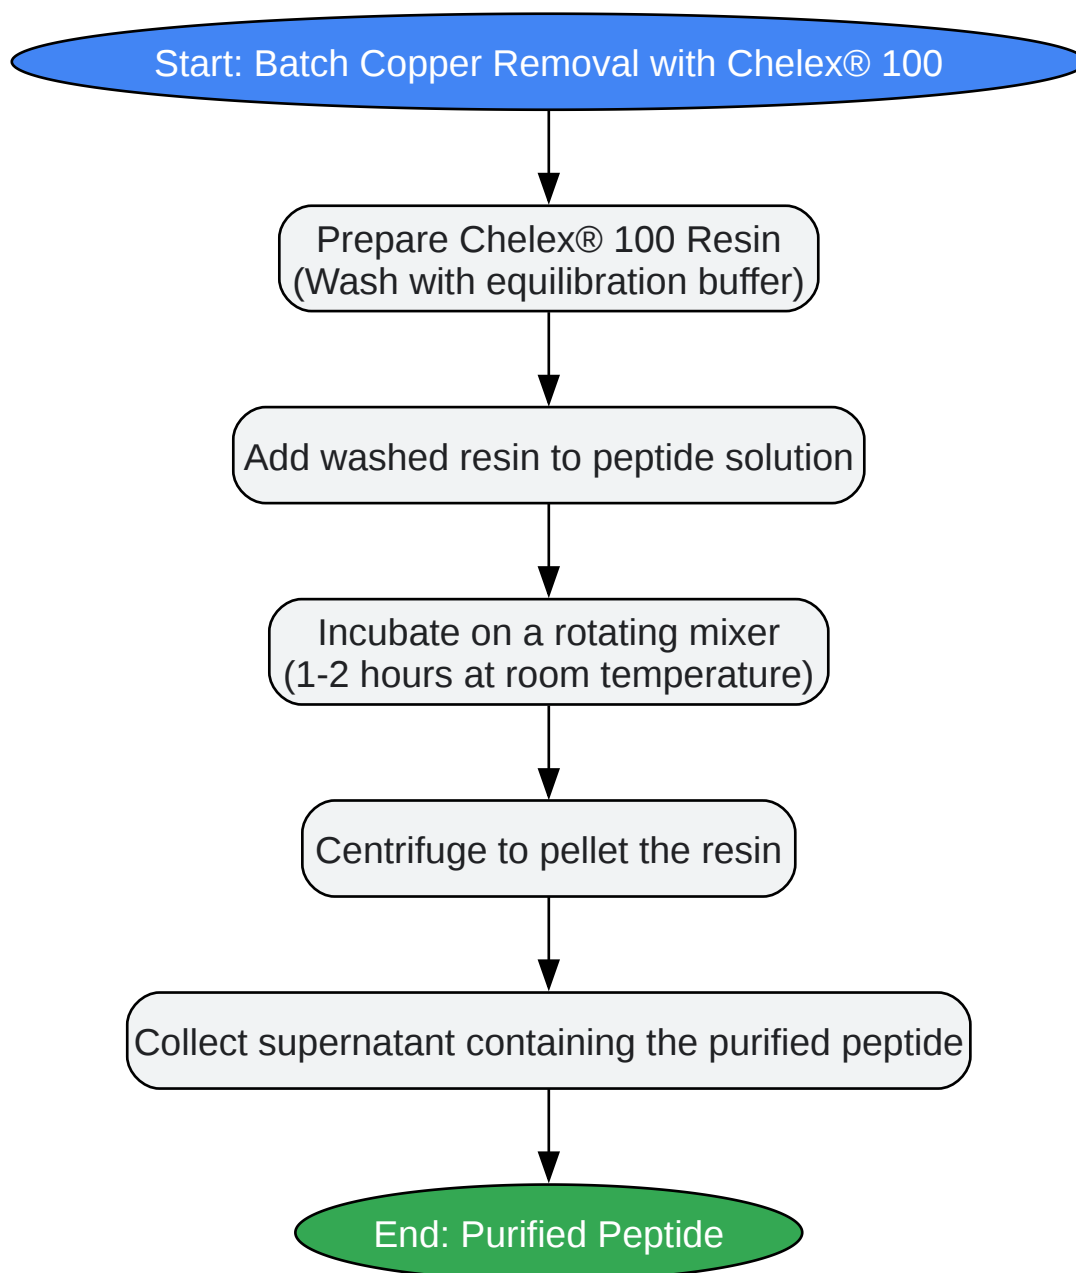 Start: Batch Copper Removal with Chelex® 100
Prepare Chelex® 100 Resin
(Wash with equilibration buffer)
Add washed resin to peptide solution
Incubate on a rotating mixer
(1-2 hours at room temperature)
Centrifuge to pellet the resin
Collect supernatant containing the purified peptide
End: Purified Peptide